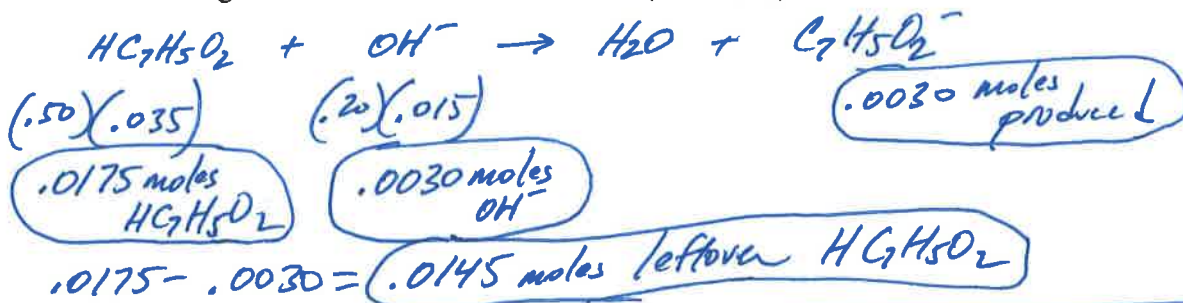 HC₇H₅O₂ + OH⁻ → H₂O + C₇H₅O₂⁻
(.50)(.035) (.20)(.015) .0030 moles produced
.0175 moles HC₇H₅O₂ .0030 moles OH⁻
.0175 - .0030 = .0145 moles leftover HC₇H₅O₂